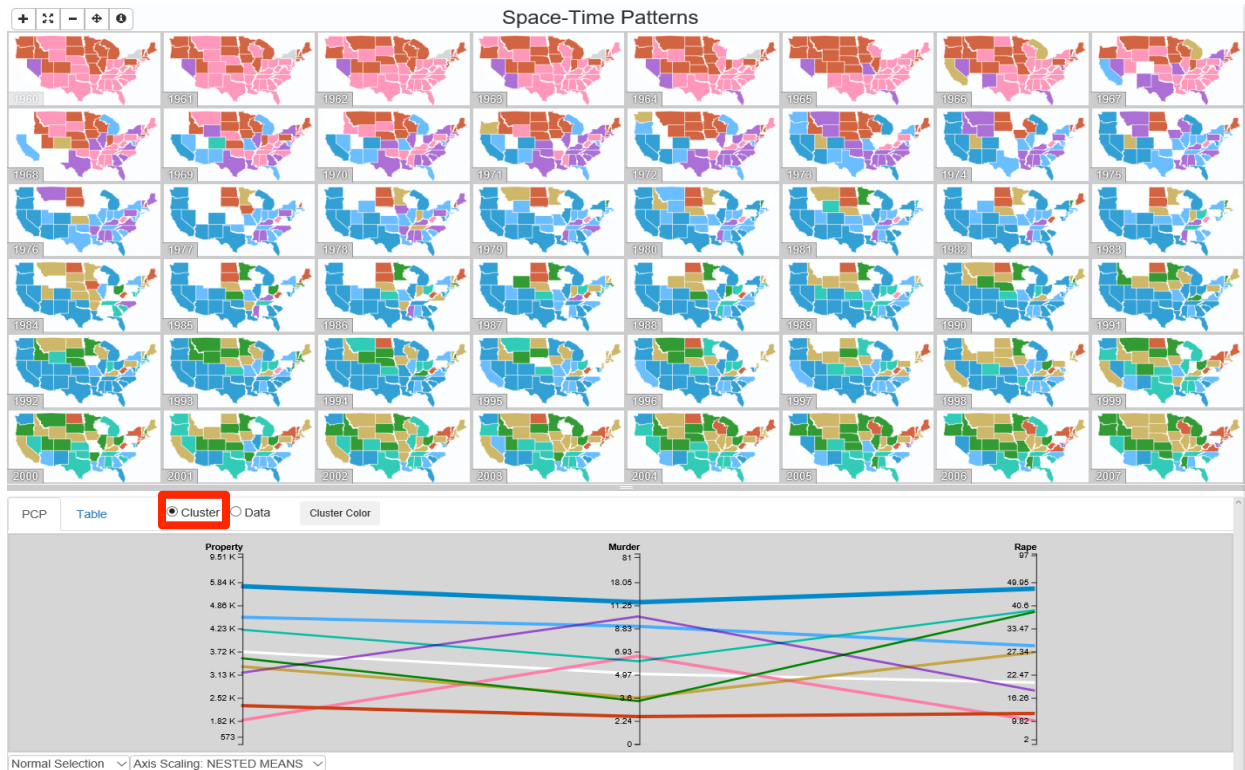 Space-Time Patterns
1960 1961 1962 1963 1964 1965 1966 1967
1968 1969 1970 1971 1972 1973 1974 1975
1976 1977 1978 1979 1980 1981 1982 1983
1984 1985 1986 1987 1988 1989 1990 1991
1992 1993 1994 1995 1996 1997 1998 1999
2000 2001 2002 2003 2004 2005 2006 2007
PCP Table Cluster Data Cluster Color
Property Murder Rape
9.51 K 81 97
5.84 K 18.05 49.95
4.86 K 11.25 40.6
4.23 K 8.83 33.47
3.72 K 6.93 27.34
3.13 K 4.97 22.47
2.52 K 3.6 16.26
1.82 K 2.24 9.82
573 0 2
Normal Selection Axis Scaling: NESTED MEANS